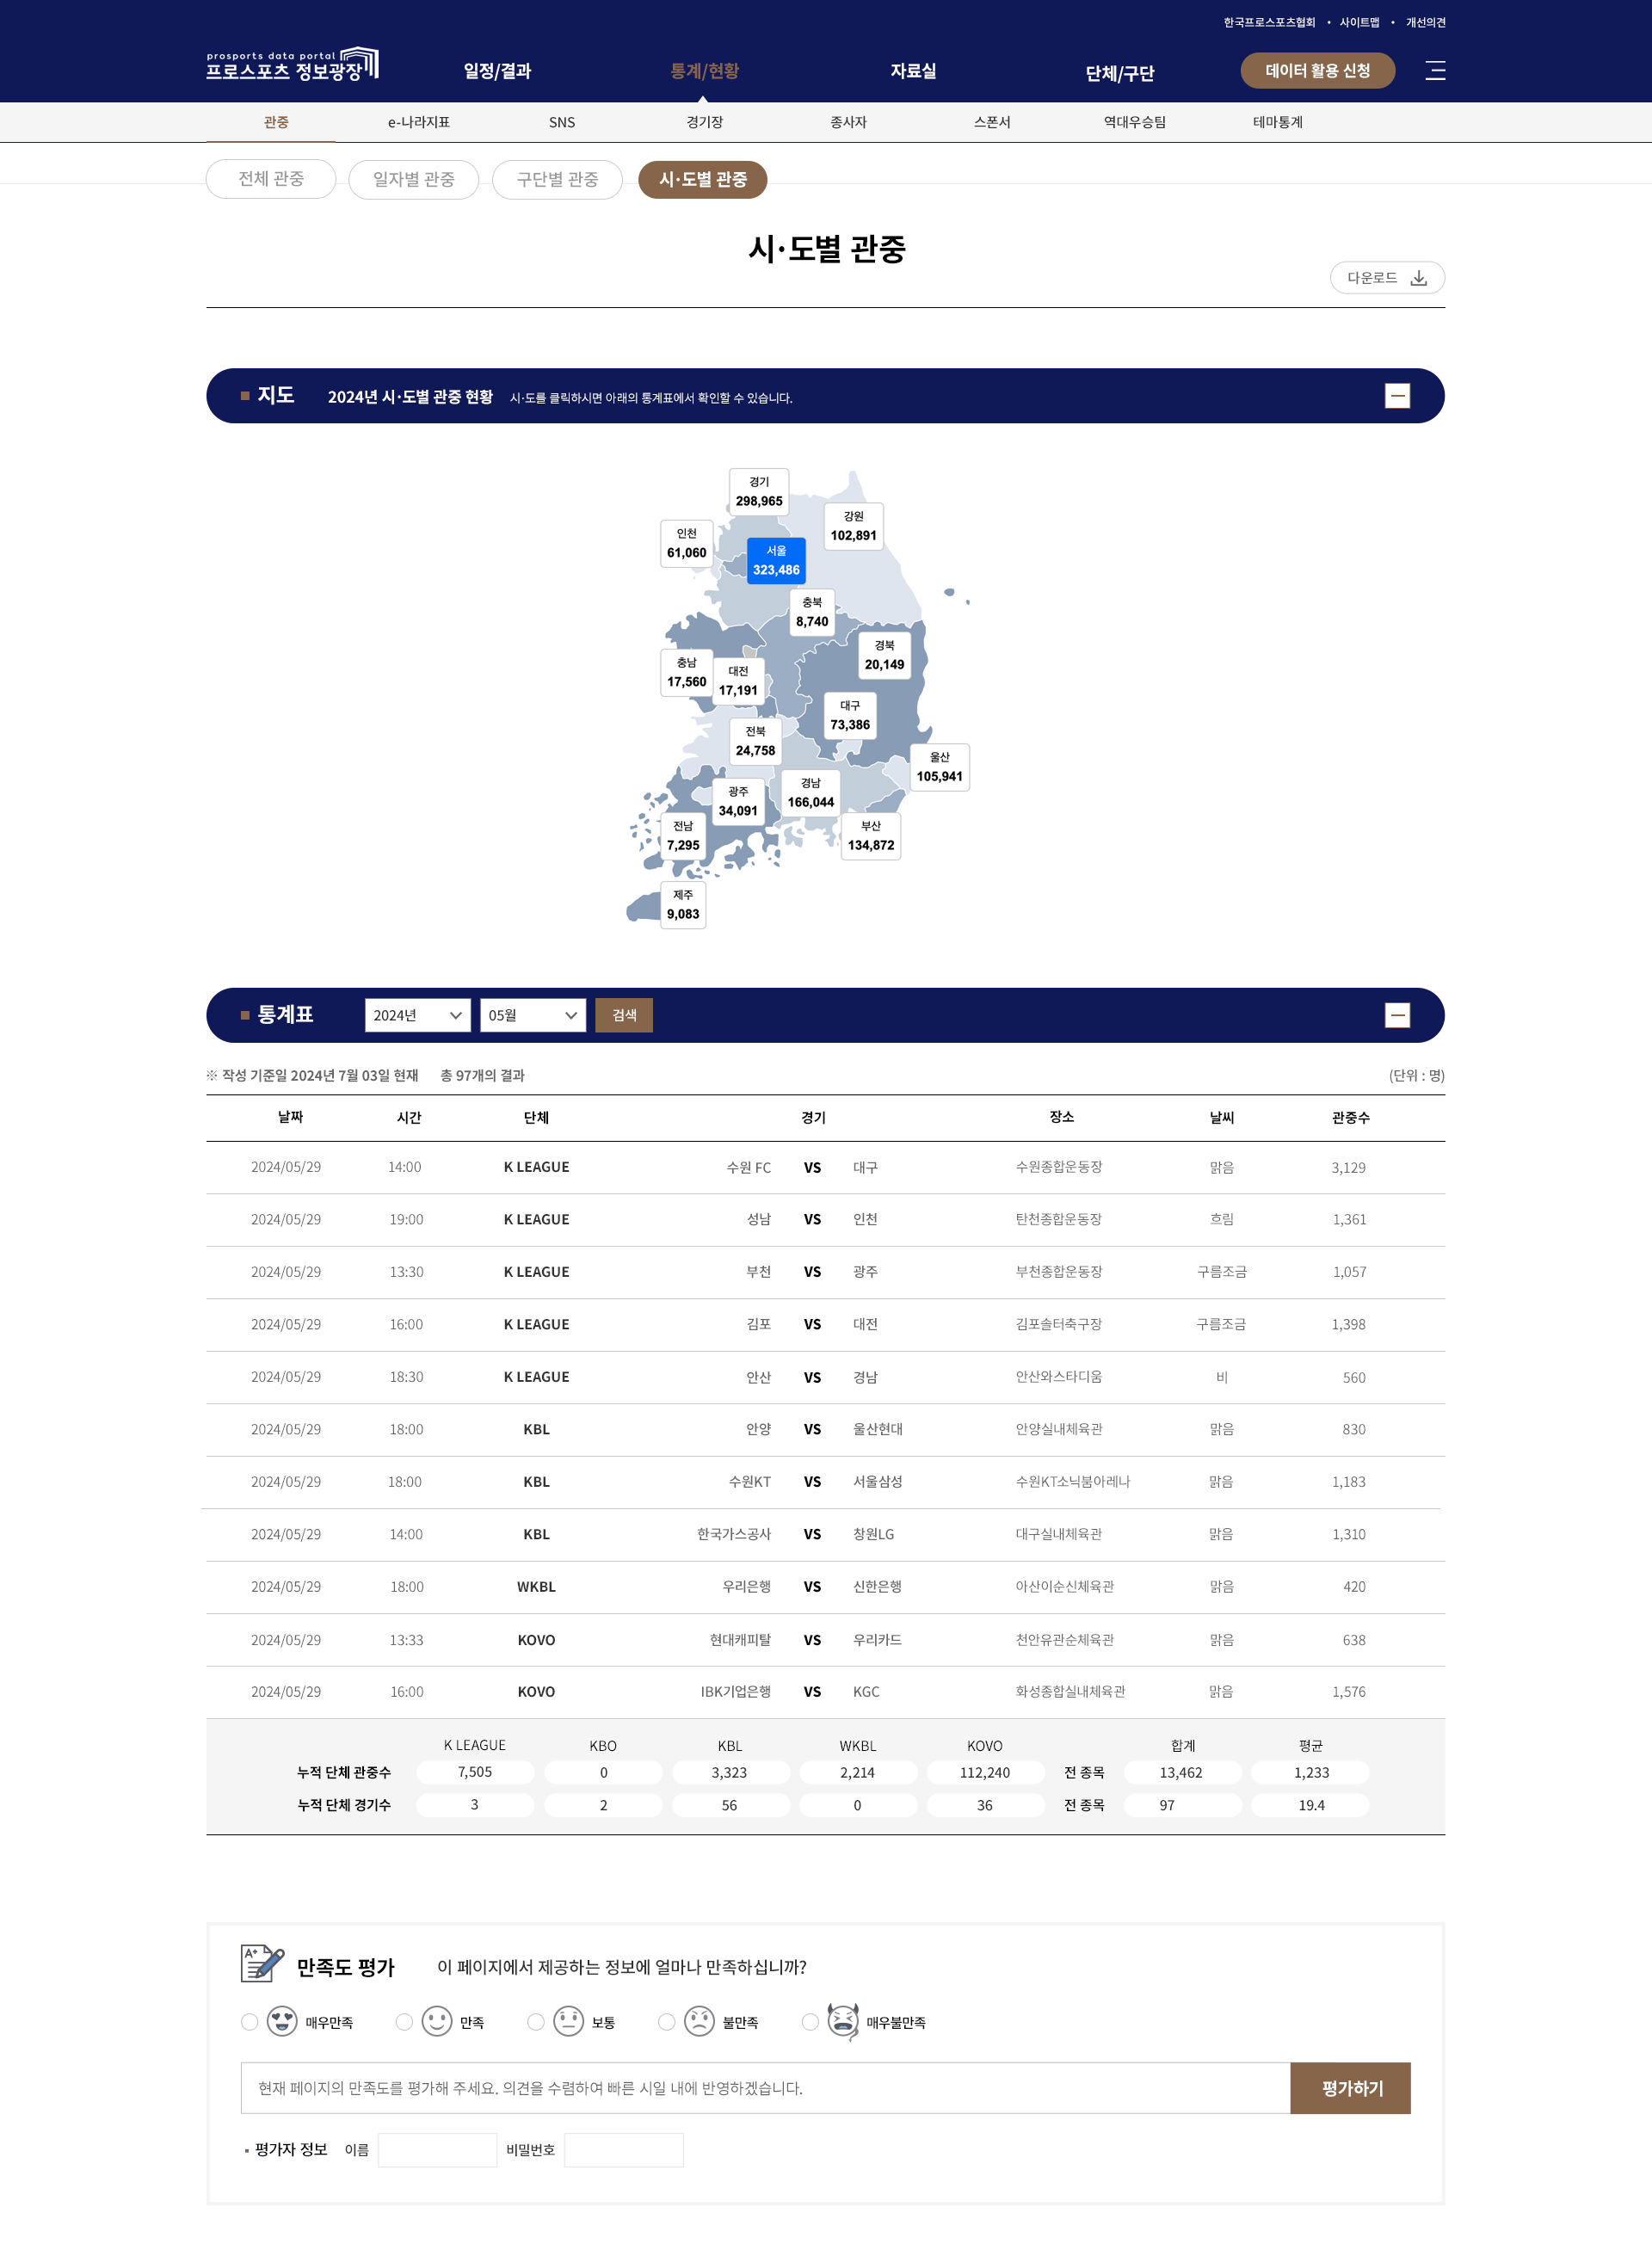 한국프로스포츠협회 • 사이트맵 • 개선의견
prosports data portal
프로스포츠 정보광장
일정/결과 통계/현황 자료실 단체/구단 데이터 활용 신청
관중 e-나라지표 SNS 경기장 종사자 스폰서 역대우승팀 테마통계
전체 관중 일자별 관중 구단별 관중 시·도별 관중
시·도별 관중
다운로드
지도 2024년 시·도별 관중 현황 시·도를 클릭하시면 아래의 통계표에서 확인할 수 있습니다.
경기
298,965
강원
102,891
인천
61,060
서울
323,486
충북
8,740
경북
20,149
충남
17,560
대전
17,191
대구
73,386
전북
24,758
울산
105,941
경남
166,044
광주
34,091
전남
7,295
부산
134,872
제주
9,083
통계표 2024년 05월 검색
※ 작성 기준일 2024년 7월 03일 현재 총 97개의 결과 (단위 : 명)
날짜 시간 단체 경기 장소 날씨 관중수
2024/05/29 14:00 K LEAGUE 수원 FC VS 대구 수원종합운동장 맑음 3,129
2024/05/29 19:00 K LEAGUE 성남 VS 인천 탄천종합운동장 흐림 1,361
2024/05/29 13:30 K LEAGUE 부천 VS 광주 부천종합운동장 구름조금 1,057
2024/05/29 16:00 K LEAGUE 김포 VS 대전 김포솔터축구장 구름조금 1,398
2024/05/29 18:30 K LEAGUE 안산 VS 경남 안산와스타디움 비 560
2024/05/29 18:00 KBL 안양 VS 울산현대 안양실내체육관 맑음 830
2024/05/29 18:00 KBL 수원KT VS 서울삼성 수원KT소닉붐아레나 맑음 1,183
2024/05/29 14:00 KBL 한국가스공사 VS 창원LG 대구실내체육관 맑음 1,310
2024/05/29 18:00 WKBL 우리은행 VS 신한은행 아산이순신체육관 맑음 420
2024/05/29 13:33 KOVO 현대캐피탈 VS 우리카드 천안유관순체육관 맑음 638
2024/05/29 16:00 KOVO IBK기업은행 VS KGC 화성종합실내체육관 맑음 1,576
K LEAGUE KBO KBL WKBL KOVO 합계 평균
누적 단체 관중수 7,505 0 3,323 2,214 112,240 전 종목 13,462 1,233
누적 단체 경기수 3 2 56 0 36 전 종목 97 19.4
A+ 만족도 평가 이 페이지에서 제공하는 정보에 얼마나 만족하십니까?
매우만족 만족 보통 불만족 매우불만족
현재 페이지의 만족도를 평가해 주세요. 의견을 수렴하여 빠른 시일 내에 반영하겠습니다. 평가하기
평가자 정보 이름 비밀번호